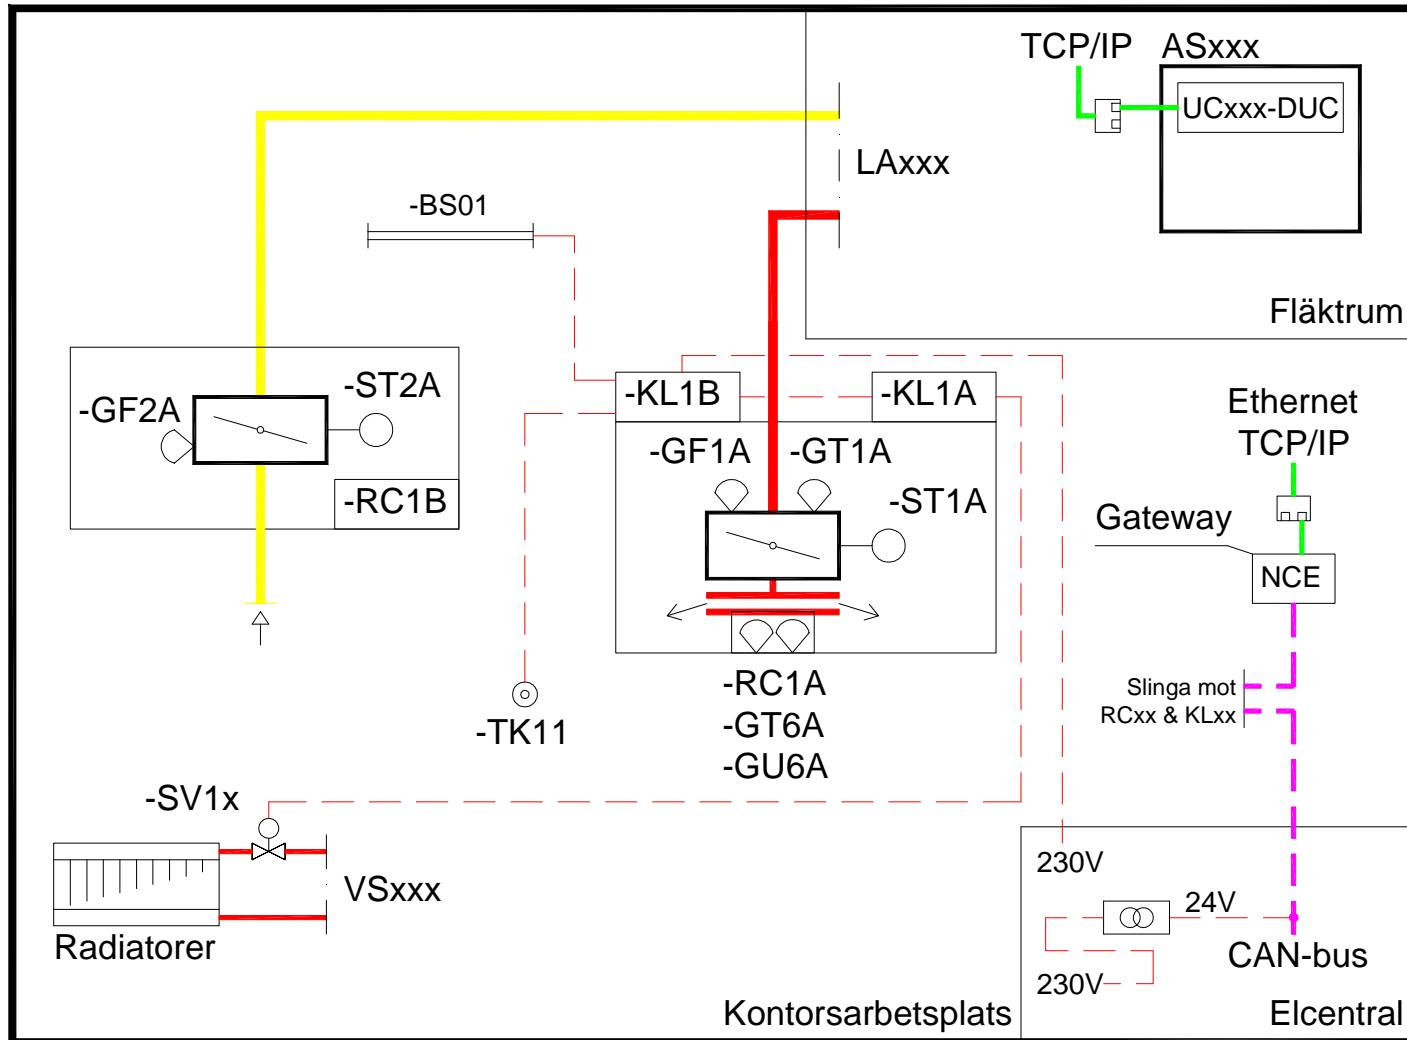 TCP/IP ASxxx
UCxxx-DUC
LAxxx
-BS01
Fläktrum
-GF2A
-ST2A
-RC1B
-KL1B
-KL1A
-GF1A
-GT1A
-ST1A
Ethernet
TCP/IP
Gateway
NCE
-RC1A
-GT6A
-GU6A
-TK11
Slinga mot
RCxx & KLxx
-SV1x
VSxxx
Radiatorer
230V
24V
230V
CAN-bus
Kontorsarbetsplats
Elcentral